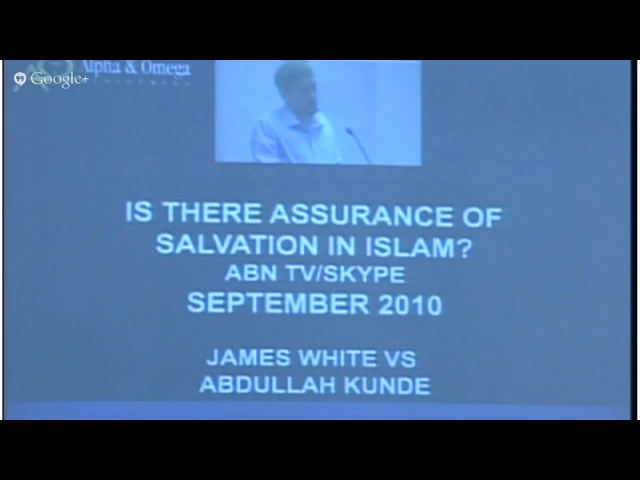 Google+
Alpha & Omega
IS THERE ASSURANCE OF
SALVATION IN ISLAM?
ABN TV/SKYPE
SEPTEMBER 2010
JAMES WHITE VS
ABDULLAH KUNDE